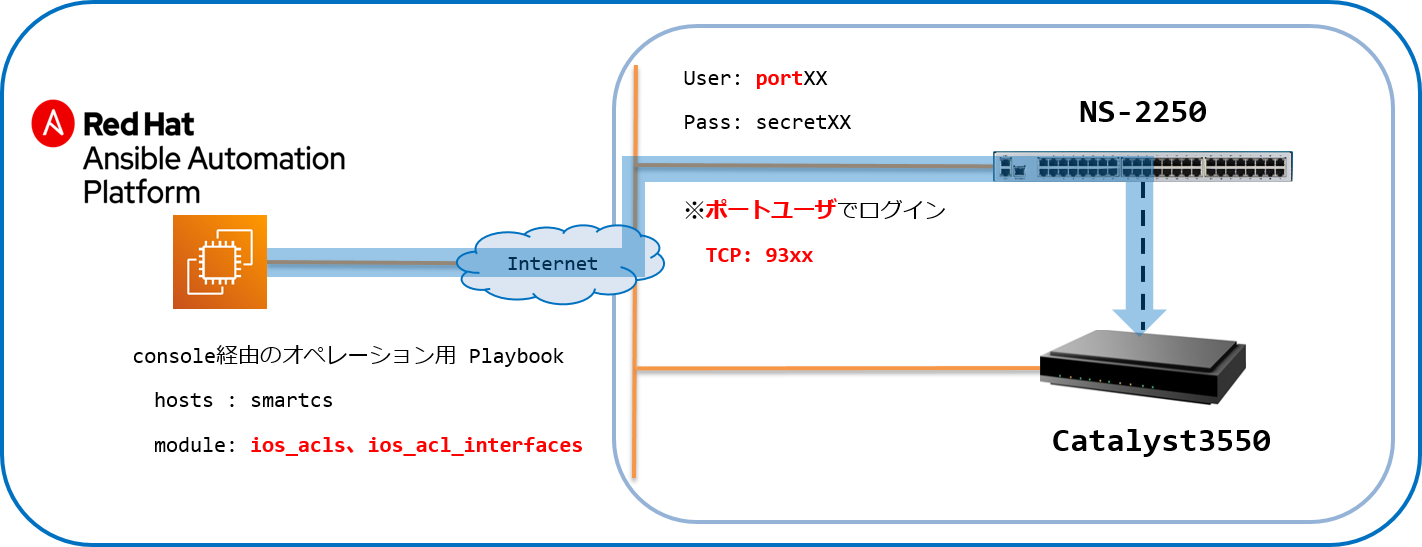 Red Hat
Ansible Automation
Platform
User: portXX
Pass: secretXX
NS-2250
※ポートユーザでログイン
TCP: 93xx
Internet
console経由のオペレーション用 Playbook
hosts : smartcs
module: ios_acls、ios_acl_interfaces
Catalyst3550